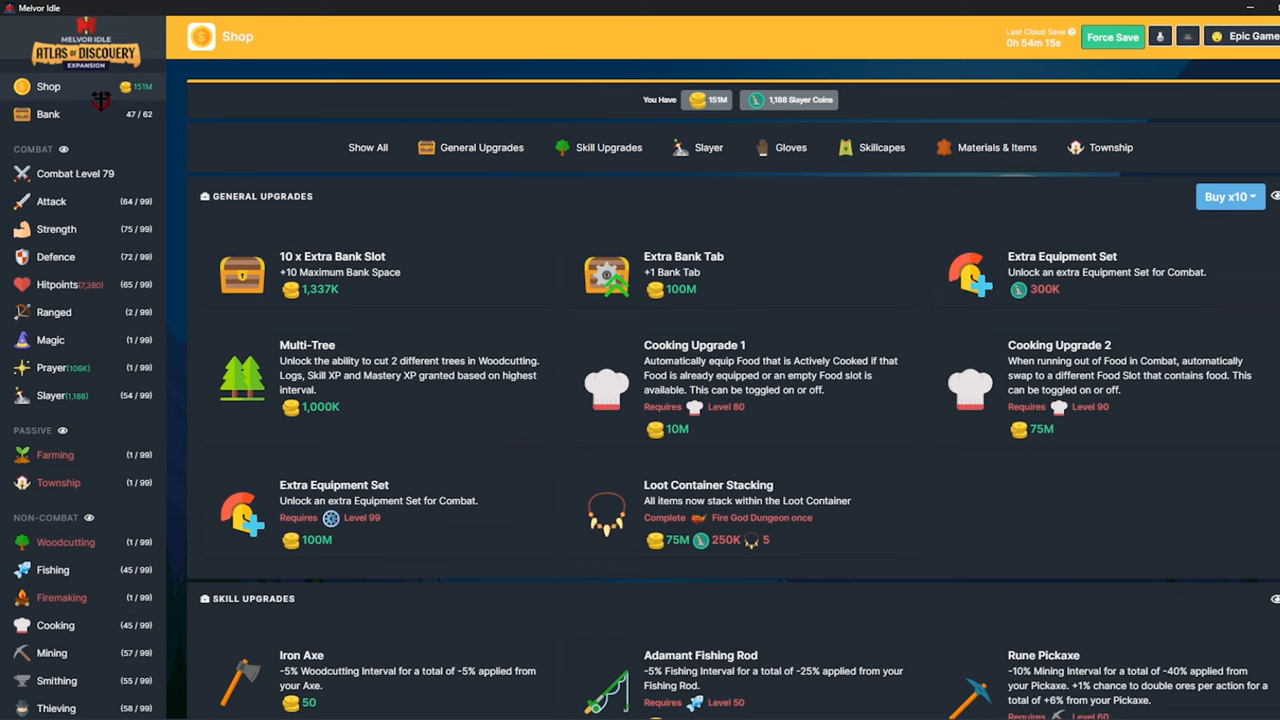 Melvor Idle
MELVOR IDLE
ATLAS OF DISCOVERY
EXPANSION
Shop 151M
Bank 47 / 62
COMBAT
Combat Level 79
Attack (64 / 99)
Strength (75 / 99)
Defence (72 / 99)
Hitpoints(7,380) (65 / 99)
Ranged (2 / 99)
Magic (1 / 99)
Prayer(106K) (1 / 99)
Slayer(1,188) (54 / 99)
PASSIVE
Farming (1 / 99)
Township (1 / 99)
NON-COMBAT
Woodcutting (1 / 99)
Fishing (45 / 99)
Firemaking (1 / 99)
Cooking (45 / 99)
Mining (57 / 99)
Smithing (55 / 99)
Thieving (58 / 99)
Shop
Last Cloud Save
0h 54m 15s
Force Save
Epic Game
You Have 151M 1,188 Slayer Coins
Show All General Upgrades Skill Upgrades Slayer Gloves Skillcapes Materials & Items Township
GENERAL UPGRADES
Buy x10
10 x Extra Bank Slot
+10 Maximum Bank Space
1,337K
Extra Bank Tab
+1 Bank Tab
100M
Extra Equipment Set
Unlock an extra Equipment Set for Combat.
300K
Multi-Tree
Unlock the ability to cut 2 different trees in Woodcutting.
Logs, Skill XP and Mastery XP granted based on highest
interval.
1,000K
Cooking Upgrade 1
Automatically equip Food that is Actively Cooked if that
Food is already equipped or an empty Food slot is
available. This can be toggled on or off.
Requires Level 80
10M
Cooking Upgrade 2
When running out of Food in Combat, automatically
swap to a different Food Slot that contains food. This
can be toggled on or off.
Requires Level 90
75M
Extra Equipment Set
Unlock an extra Equipment Set for Combat.
Requires Level 99
100M
Loot Container Stacking
All items now stack within the Loot Container
Complete Fire God Dungeon once
75M 250K 5
SKILL UPGRADES
Iron Axe
-5% Woodcutting Interval for a total of -5% applied from
your Axe.
50
Adamant Fishing Rod
-5% Fishing Interval for a total of -25% applied from your
Fishing Rod.
Requires Level 50
Rune Pickaxe
-10% Mining Interval for a total of -40% applied from
your Pickaxe. +1% chance to double ores per action for a
total of +6% from your Pickaxe.
Requires Level 60